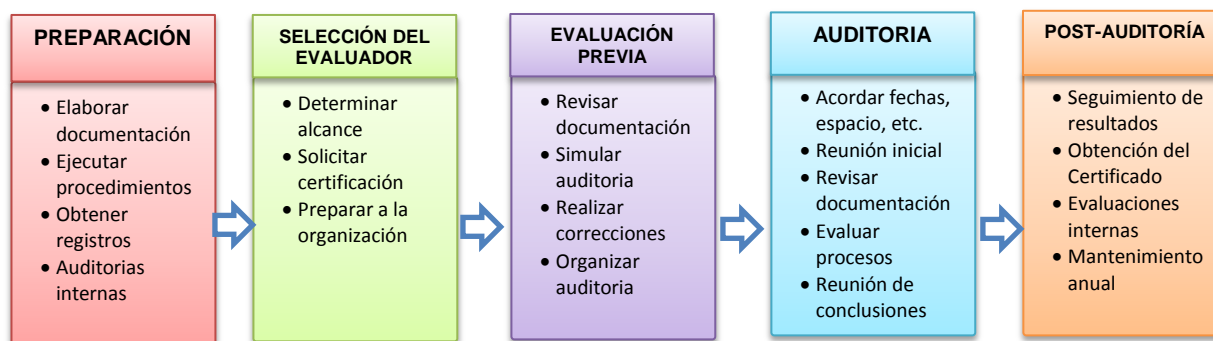 PREPARACIÓN
• Elaborar
documentación
• Ejecutar
procedimientos
• Obtener
registros
• Auditorias
internas
SELECCIÓN DEL
EVALUADOR
• Determinar
alcance
• Solicitar
certificación
• Preparar a la
organización
EVALUACIÓN
PREVIA
• Revisar
documentación
• Simular
auditoria
• Realizar
correcciones
• Organizar
auditoria
AUDITORIA
• Acordar fechas,
espacio, etc.
• Reunión inicial
• Revisar
documentación
• Evaluar
procesos
• Reunión de
conclusiones
POST-AUDITORÍA
• Seguimiento de
resultados
• Obtención del
Certificado
• Evaluaciones
internas
• Mantenimiento
anual